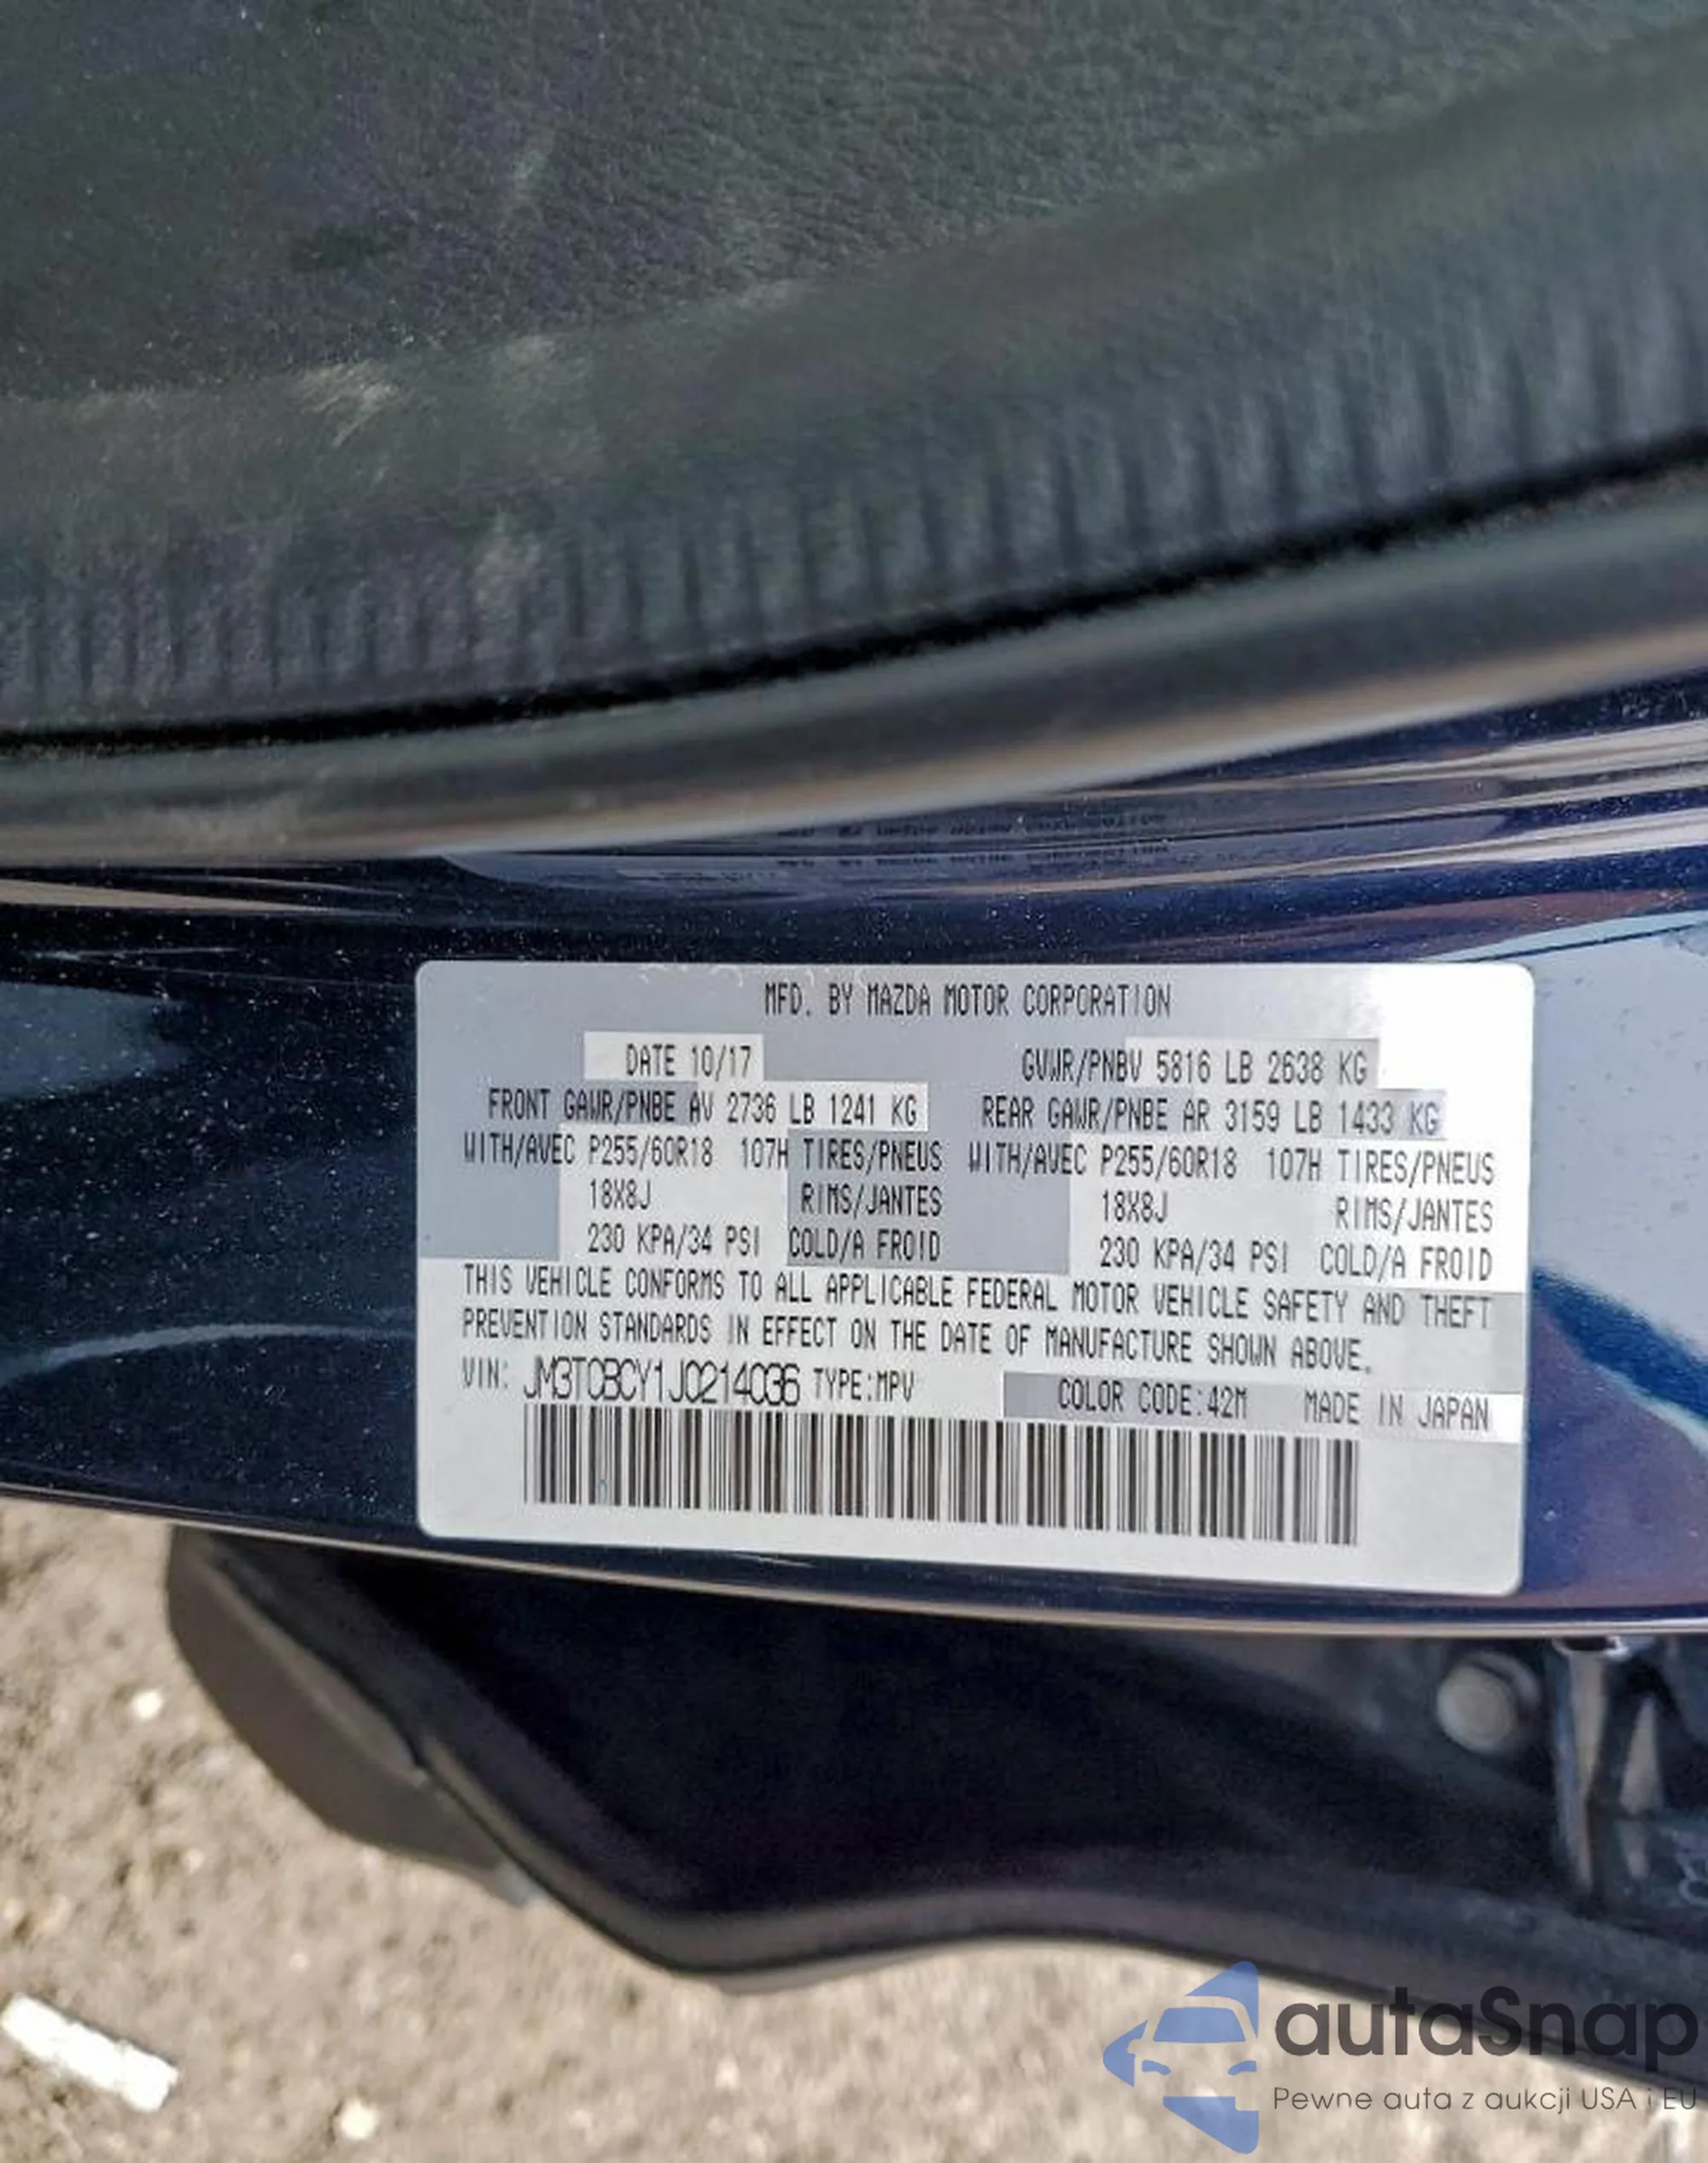 MFD. BY MAZDA MOTOR CORPORATION
DATE 10/17 GVWR/PNBV 5816 LB 2638 KG
FRONT GAWR/PNBE AV 2736 LB 1241 KG REAR GAWR/PNBE AR 3159 LB 1433 KG
WITH/AVEC P255/60R18 107H TIRES/PNEUS WITH/AVEC P255/60R18 107H TIRES/PNEUS
18X8J RIMS/JANTES 18X8J RIMS/JANTES
230 KPA/34 PSI COLD/A FROID 230 KPA/34 PSI COLD/A FROID
THIS VEHICLE CONFORMS TO ALL APPLICABLE FEDERAL MOTOR VEHICLE SAFETY AND THEFT
PREVENTION STANDARDS IN EFFECT ON THE DATE OF MANUFACTURE SHOWN ABOVE.
VIN: JM3TCBCY1J0214036 TYPE:MPV COLOR CODE:42M MADE IN JAPAN
autaSnap
Pewne auta z aukcji USA i EU